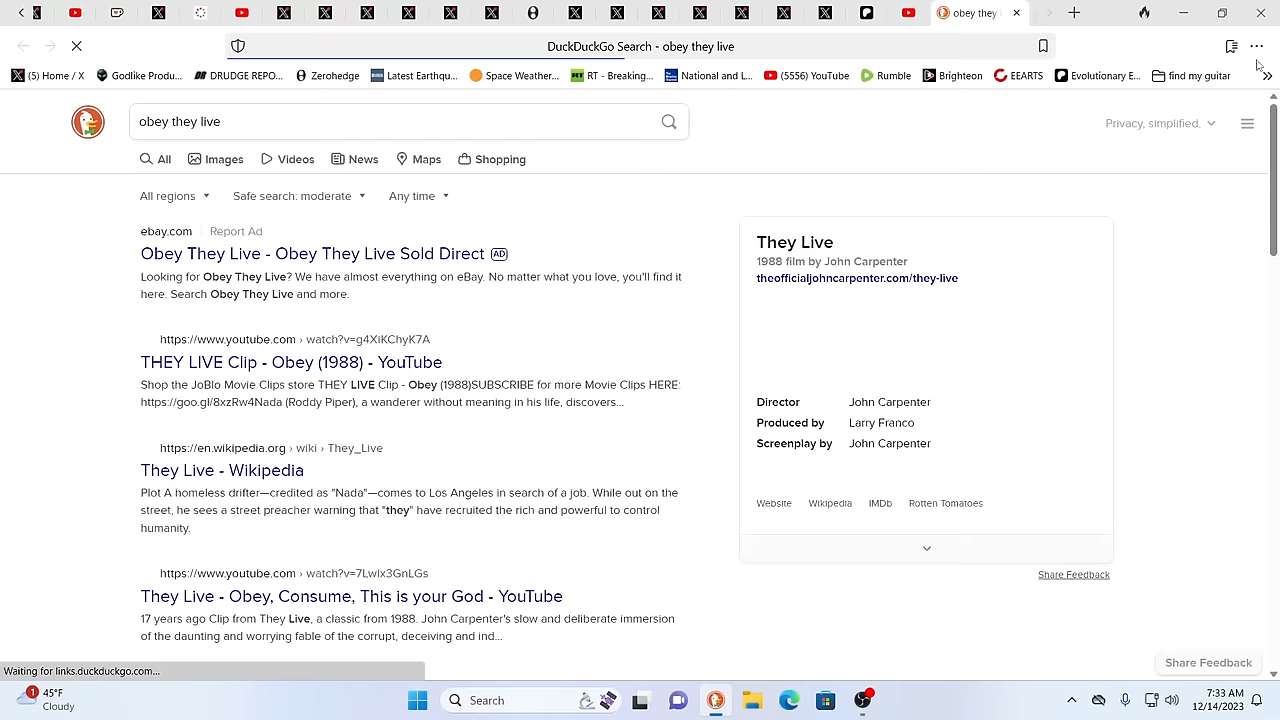 obey they
DuckDuckGo Search - obey they live
(5) Home / X
Godlike Produ...
DRUDGE REPO...
Zerohedge
Latest Earthqu...
Space Weather...
RT - Breaking...
National and L...
(5556) YouTube
Rumble
Brighteon
EEARTS
Evolutionary E...
find my guitar
obey they live
Privacy, simplified.
All
Images
Videos
News
Maps
Shopping
All regions
Safe search: moderate
Any time
ebay.com
Report Ad
Obey They Live - Obey They Live Sold Direct AD
Looking for Obey They Live? We have almost everything on eBay. No matter what you love, you'll find it
here. Search Obey They Live and more.
https://www.youtube.com › watch?v=g4XiKChyK7A
THEY LIVE Clip - Obey (1988) - YouTube
Shop the JoBlo Movie Clips store THEY LIVE Clip - Obey (1988)SUBSCRIBE for more Movie Clips HERE:
https://goo.gl/8xzRw4Nada (Roddy Piper), a wanderer without meaning in his life, discovers...
https://en.wikipedia.org › wiki › They_Live
They Live - Wikipedia
Plot A homeless drifter—credited as "Nada"—comes to Los Angeles in search of a job. While out on the
street, he sees a street preacher warning that "they" have recruited the rich and powerful to control
humanity.
https://www.youtube.com › watch?v=7Lwlx3GnLGs
They Live - Obey, Consume, This is your God - YouTube
17 years ago Clip from They Live, a classic from 1988. John Carpenter's slow and deliberate immersion
of the daunting and worrying fable of the corrupt, deceiving and ind...
They Live
1988 film by John Carpenter
theofficialjohncarpenter.com/they-live
Director John Carpenter
Produced by Larry Franco
Screenplay by John Carpenter
Website
Wikipedia
IMDb
Rotten Tomatoes
Share Feedback
Share Feedback
Waiting for links.duckduckgo.com...
1
45°F
Cloudy
Search
7:33 AM
12/14/2023